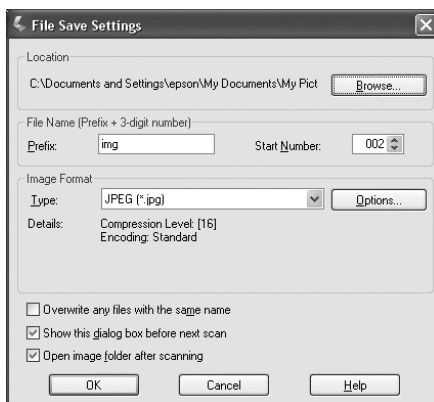 File Save Settings
Location
C:\Documents and Settings\epson\My Documents\My Pict
Browse...
File Name (Prefix + 3-digit number)
Prefix: img Start Number: 002
Image Format
Type: JPEG (*.jpg) Options...
Details: Compression Level: [16]
Encoding: Standard
Overwrite any files with the same name
Show this dialog box before next scan
Open image folder after scanning
OK Cancel Help